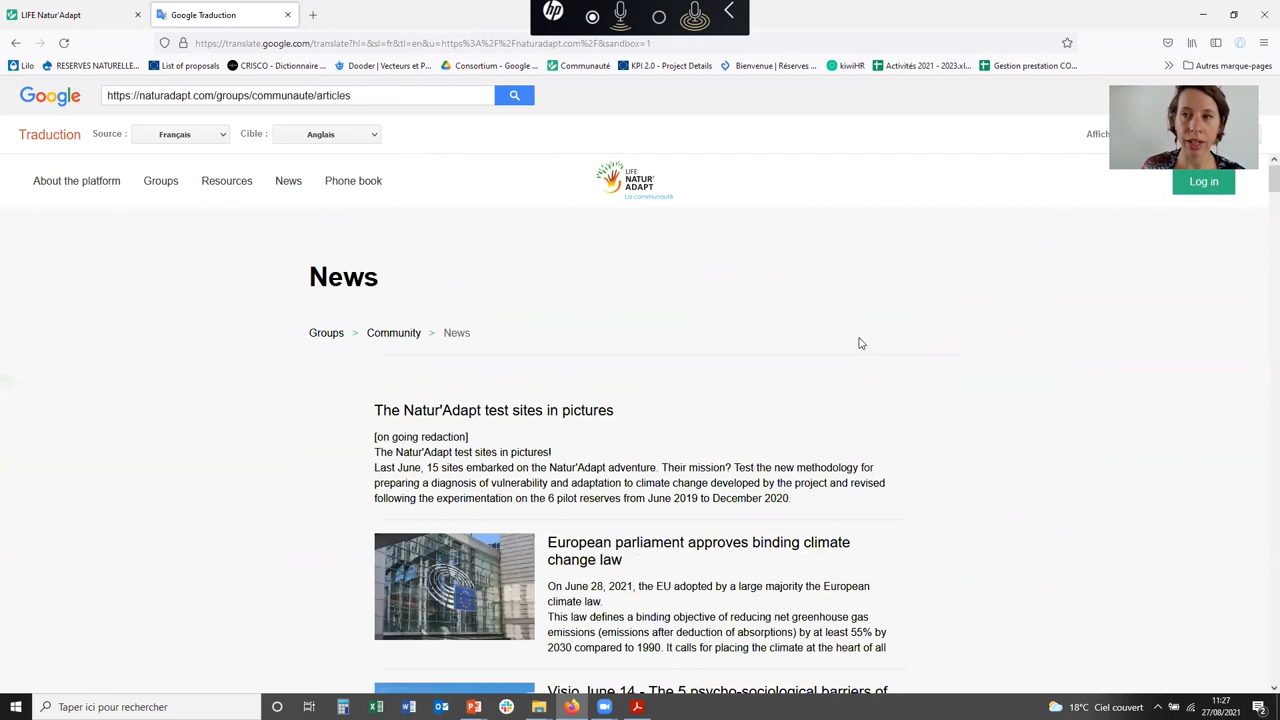 LIFE Natur'Adapt
Google Traduction
https://translate.google.com/translate?hl=&sl=fr&tl=en&u=https%3A%2F%2Fnaturadapt.com%2F&sandbox=1
Lilo
RESERVES NATURELLE...
List of proposals
CRISCO - Dictionnaire ...
Dooder | Vecteurs et P...
Consortium - Google ...
Communauté
KPI 2.0 - Project Details
Bienvenue | Réserves ...
kiwiHR
Activités 2021 - 2023.xl...
Gestion prestation CO...
Autres marque-pages
Google
https://naturadapt.com/groups/communaute/articles
Traduction
Source :
Français
Cible :
Anglais
Affich
About the platform
Groups
Resources
News
Phone book
LIFE
NATUR'
ADAPT
La communauté
Log in
News
Groups > Community > News
The Natur'Adapt test sites in pictures
[on going redaction]
The Natur'Adapt test sites in pictures!
Last June, 15 sites embarked on the Natur'Adapt adventure. Their mission? Test the new methodology for
preparing a diagnosis of vulnerability and adaptation to climate change developed by the project and revised
following the experimentation on the 6 pilot reserves from June 2019 to December 2020.
European parliament approves binding climate
change law
On June 28, 2021, the EU adopted by a large majority the European
climate law.
This law defines a binding objective of reducing net greenhouse gas
emissions (emissions after deduction of absorptions) by at least 55% by
2030 compared to 1990. It calls for placing the climate at the heart of all
Visio June 14 - The 5 psycho-sociological barriers of
Taper ici pour rechercher
18°C Ciel couvert
11:27
27/08/2021